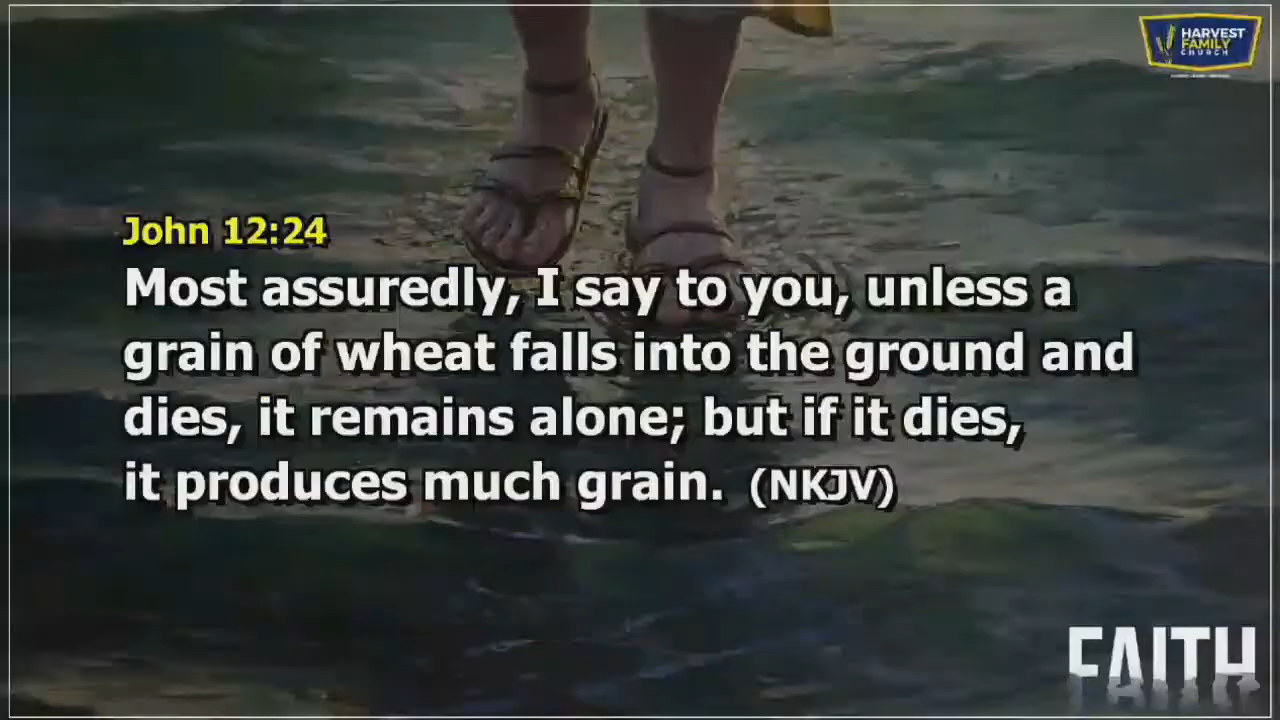 HARVEST
FAMILY
CHURCH
John 12:24
Most assuredly, I say to you, unless a
grain of wheat falls into the ground and
dies, it remains alone; but if it dies,
it produces much grain. (NKJV)
FAITH